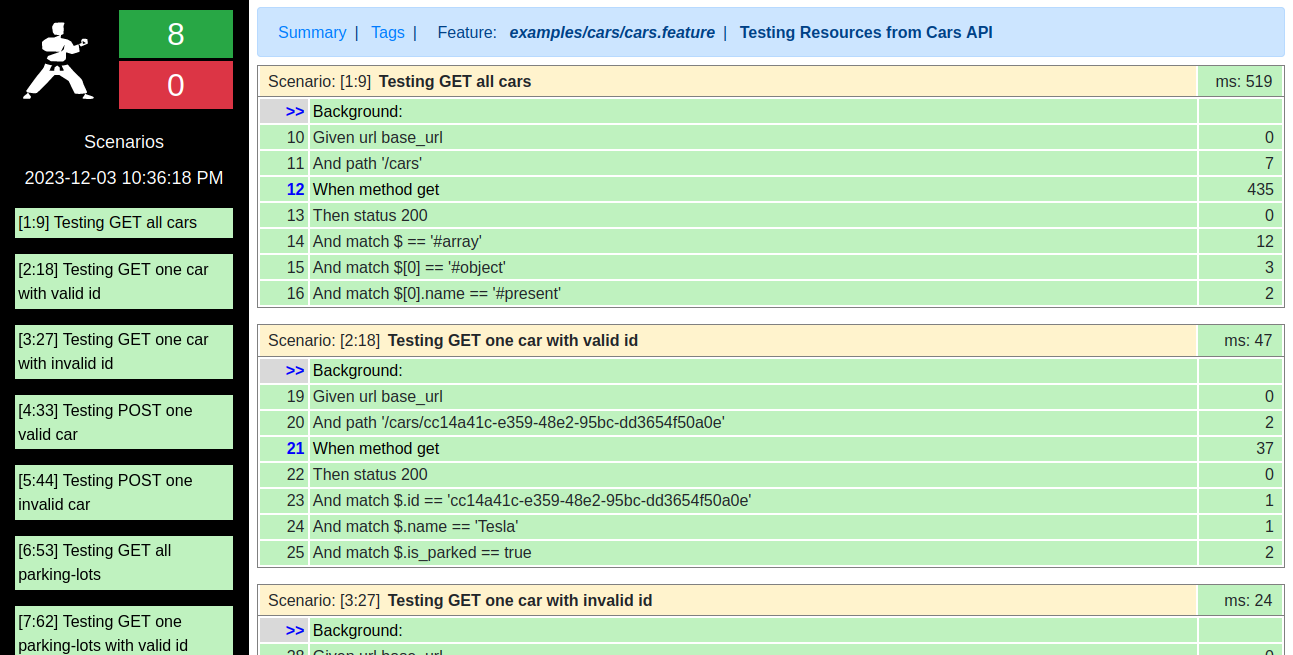 8
0
Scenarios
2023-12-03 10:36:18 PM
[1:9] Testing GET all cars
[2:18] Testing GET one car
with valid id
[3:27] Testing GET one car
with invalid id
[4:33] Testing POST one
valid car
[5:44] Testing POST one
invalid car
[6:53] Testing GET all
parking-lots
[7:62] Testing GET one
parking-lots with valid id
Summary | Tags | Feature: examples/cars/cars.feature | Testing Resources from Cars API
Scenario: [1:9] Testing GET all cars ms: 519
>> Background:
10 Given url base_url 0
11 And path '/cars' 7
12 When method get 435
13 Then status 200 0
14 And match $ == '#array' 12
15 And match $[0] == '#object' 3
16 And match $[0].name == '#present' 2
Scenario: [2:18] Testing GET one car with valid id ms: 47
>> Background:
19 Given url base_url 0
20 And path '/cars/cc14a41c-e359-48e2-95bc-dd3654f50a0e' 2
21 When method get 37
22 Then status 200 0
23 And match $.id == 'cc14a41c-e359-48e2-95bc-dd3654f50a0e' 1
24 And match $.name == 'Tesla' 1
25 And match $.is_parked == true 2
Scenario: [3:27] Testing GET one car with invalid id ms: 24
>> Background:
28 Given url base_url 0